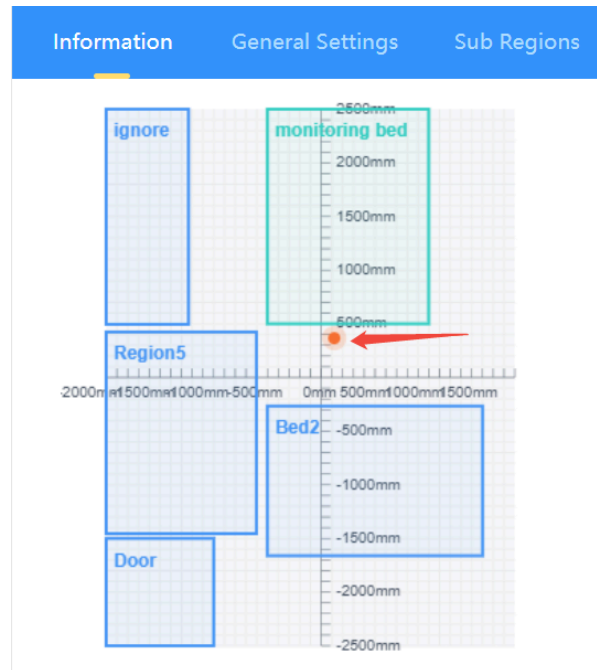 Information General Settings Sub Regions
2500mm
ignore monitoring bed
2000mm
1500mm
1000mm
500mm
Region5
-2000mm -1500mm -1000mm -500mm 0mm 500mm 1000mm 1500mm
Bed2 -500mm
-1000mm
-1500mm
Door
-2000mm
-2500mm